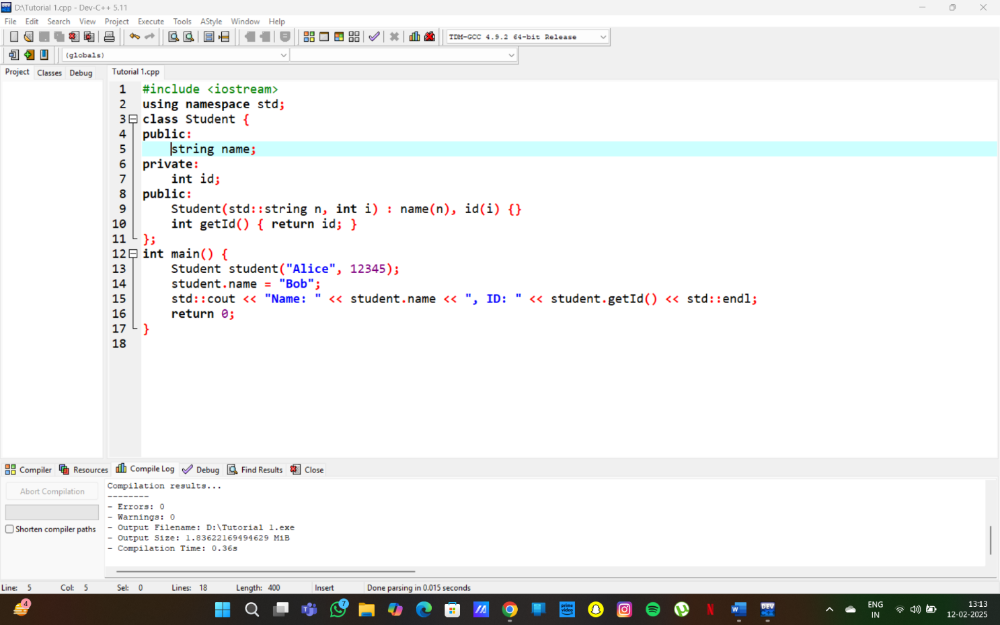 D:\Tutorial 1.cpp - Dev-C++ 5.11
File Edit Search View Project Execute Tools AStyle Window Help
TDM-GCC 4.9.2 64-bit Release
(globals)
Project Classes Debug Tutorial 1.cpp
1 #include <iostream>
2 using namespace std;
3 class Student {
4 public:
5     string name;
6 private:
7     int id;
8 public:
9     Student(std::string n, int i) : name(n), id(i) {}
10     int getId() { return id; }
11 };
12 int main() {
13     Student student("Alice", 12345);
14     student.name = "Bob";
15     std::cout << "Name: " << student.name << ", ID: " << student.getId() << std::endl;
16     return 0;
17 }
18
Compiler Resources Compile Log Debug Find Results Close
Abort Compilation
Shorten compiler paths
Compilation results...
--------
- Errors: 0
- Warnings: 0
- Output Filename: D:\Tutorial 1.exe
- Output Size: 1.83622169494629 MiB
- Compilation Time: 0.36s
Line: 5 Col: 5 Sel: 0 Lines: 18 Length: 400 Insert Done parsing in 0.015 seconds
4
7
prime video
W
DEV C++
ENG
IN
13:13
12-02-2025